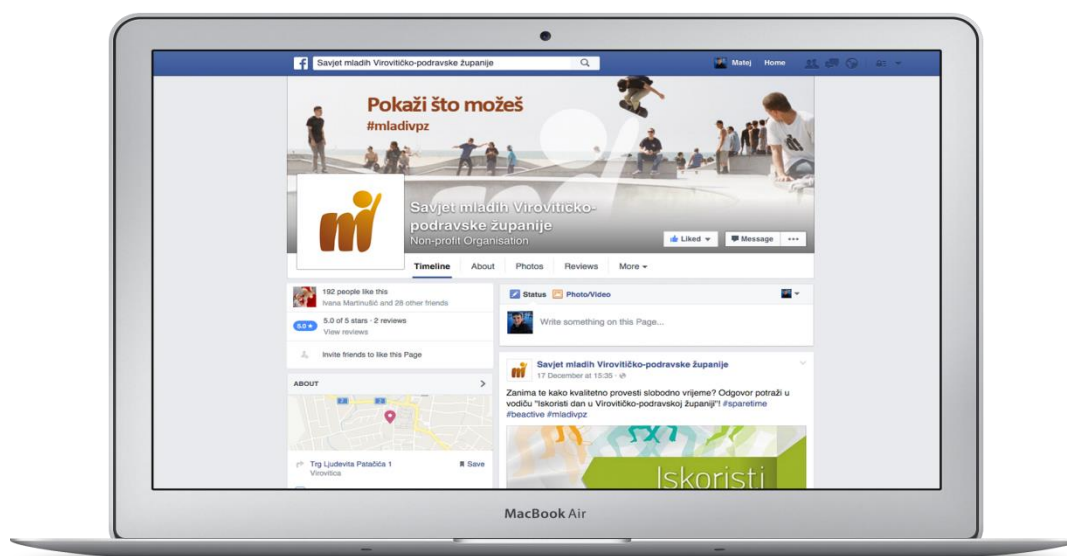 Savjet mladih Virovitičko-podravske županije
Matej Home
Pokaži što možeš
#mladivpz
Savjet mladih Virovitičko-
podravske županije
Non-profit Organisation
Liked Message
Timeline About Photos Reviews More
192 people like this
Ivana Martinušić and 28 other friends
5.0 of 5 stars · 2 reviews
5.0 ★
View reviews
Invite friends to like this Page
ABOUT
Trg Ljudevita Patačića 1 Save
Virovitica
Status Photo/Video
Write something on this Page...
Savjet mladih Virovitičko-podravske županije
17 December at 15:35
Zanima te kako kvalitetno provesti slobodno vrijeme? Odgovor potraži u
vodiču "Iskoristi dan u Virovitičko-podravskoj županiji"! #sparetime
#beactive #mladivpz
Iskoristi
MacBook Air